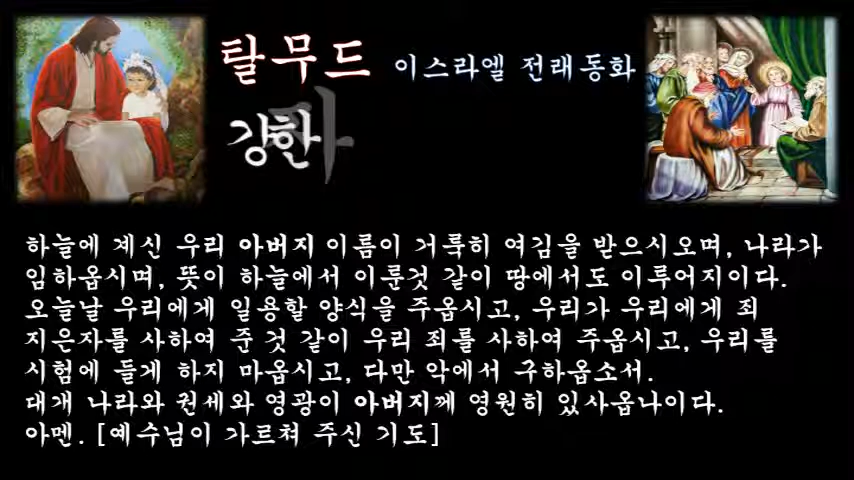 탈무드 이스라엘 전래동화
강한
하늘에 계신 우리 아버지 이름이 거룩히 여김을 받으시오며, 나라가
임하옵시며, 뜻이 하늘에서 이룬것 같이 땅에서도 이루어지이다.
오늘날 우리에게 일용할 양식을 주옵시고, 우리가 우리에게 죄
지은자를 사하여 준 것 같이 우리 죄를 사하여 주옵시고, 우리를
시험에 들게 하지 마옵시고, 다만 악에서 구하옵소서.
대개 나라와 권세와 영광이 아버지께 영원히 있사옵나이다.
아멘. [예수님이 가르쳐 주신 기도]